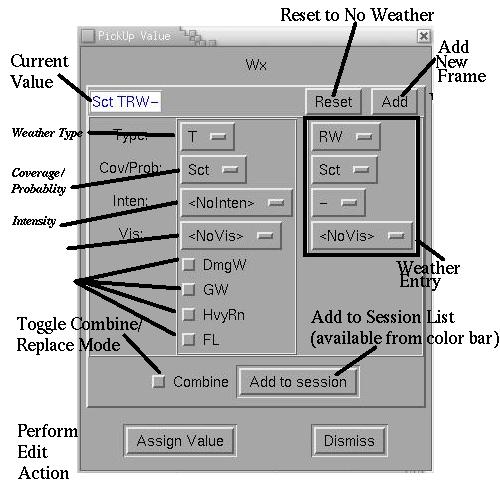 Reset to No Weather
PickUp Value
Wx
Add
New
Frame
Current
Value
Sct TRW-
Reset
Add
Weather Type
Type:
T
RW
Coverage/
Probablity
Cov/Prob:
Sct
Sct
Intensity
Inten:
<NoInten>
-
Vis:
<NoVis>
<NoVis>
DmgW
GW
HvyRn
FL
Weather
Entry
Toggle Combine/
Replace Mode
Add to Session List
(available from color bar)
Combine
Add to session
Perform
Edit
Action
Assign Value
Dismiss